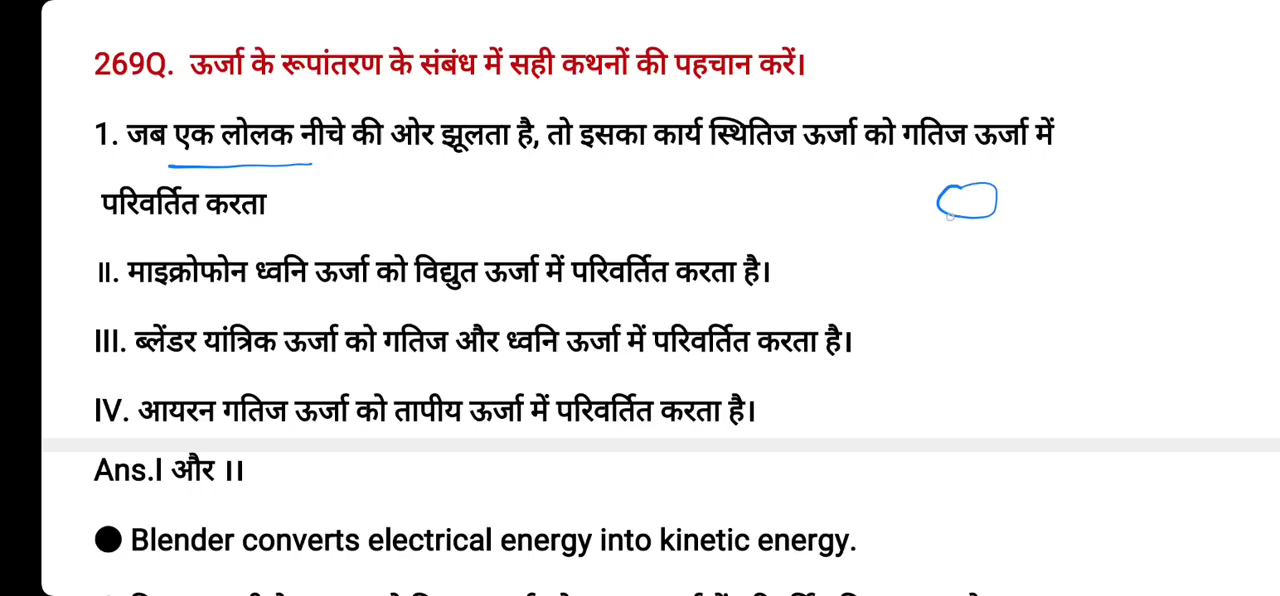 269Q. ऊर्जा के रूपांतरण के संबंध में सही कथनों की पहचान करें।
1. जब एक लोलक नीचे की ओर झूलता है, तो इसका कार्य स्थितिज ऊर्जा को गतिज ऊर्जा में
परिवर्तित करता
II. माइक्रोफोन ध्वनि ऊर्जा को विद्युत ऊर्जा में परिवर्तित करता है।
III. ब्लेंडर यांत्रिक ऊर्जा को गतिज और ध्वनि ऊर्जा में परिवर्तित करता है।
IV. आयरन गतिज ऊर्जा को तापीय ऊर्जा में परिवर्तित करता है।
Ans.I और II
● Blender converts electrical energy into kinetic energy.